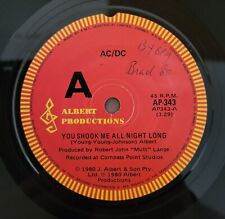 AC/DC
A
45 R.P.M.
AP-343
AP343-A
(3.29)
ALBERT
PRODUCTIONS
YOU SHOOK ME ALL NIGHT LONG
(Young-Young-Johnson) Albert
Produced by Robert John "Mutt" Lange
Recorded at Compass Point Studios
℗ 1980 J. Albert & Son Pty.
Ltd. © 1980 Albert
Productions